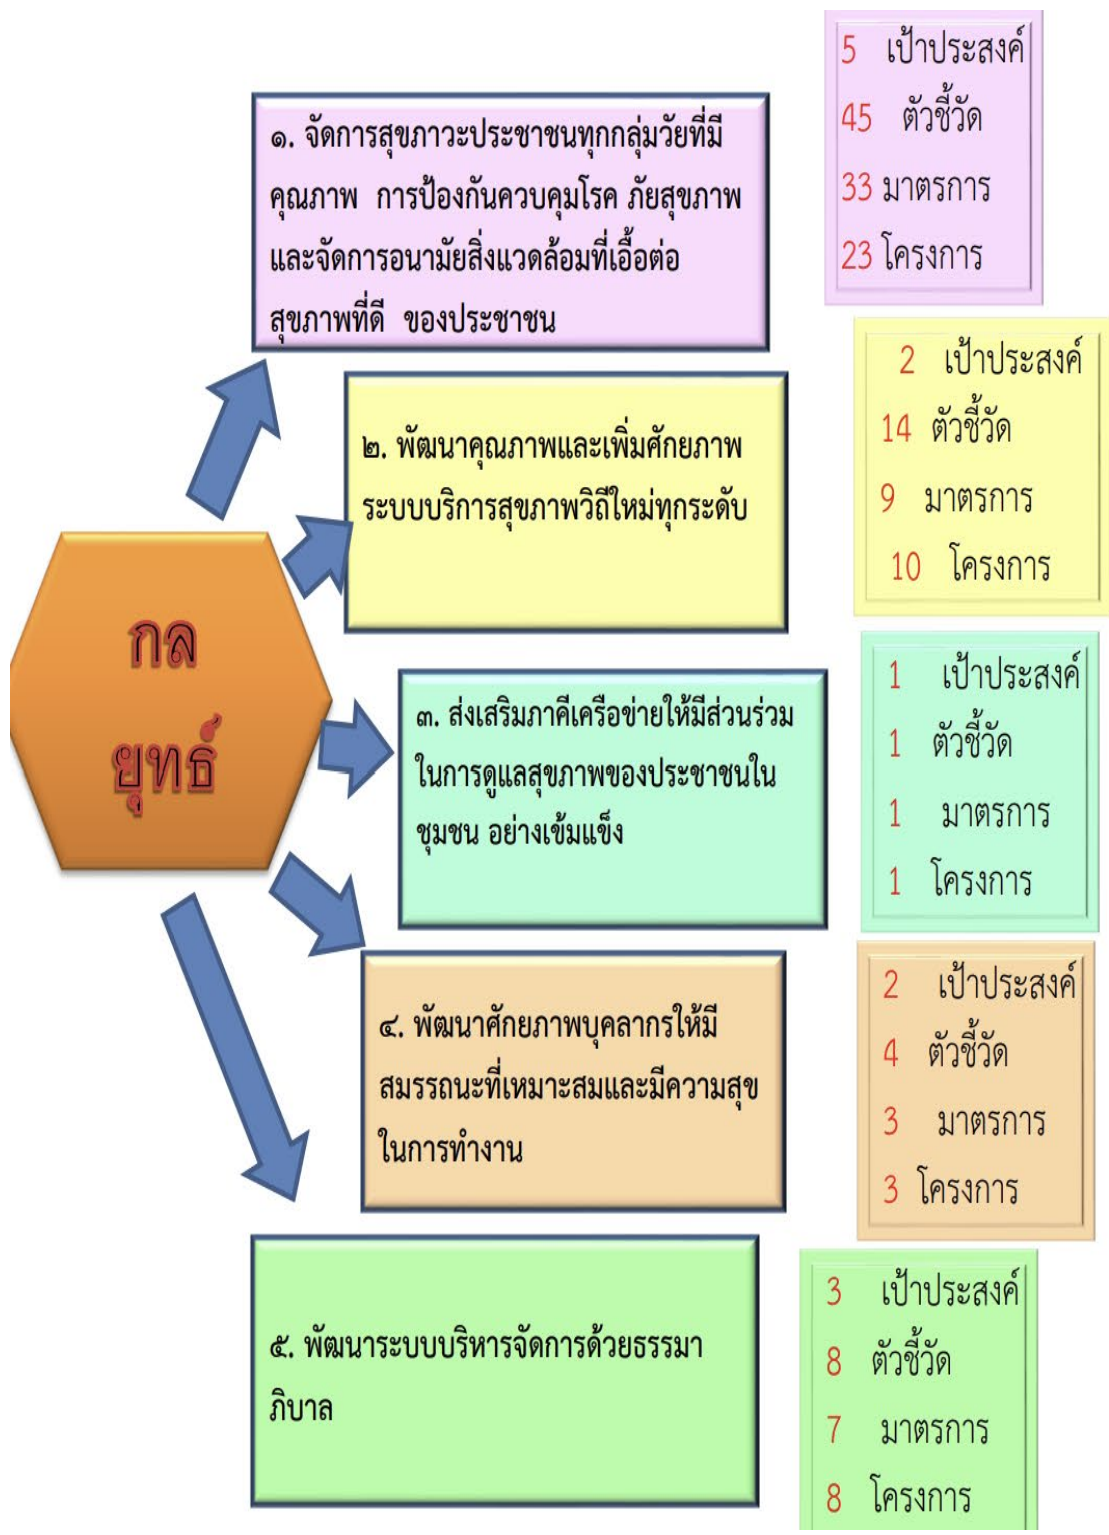 กล
ยุทธ์
๑. จัดการสุขภาวะประชาชนทุกกลุ่มวัยที่มี
คุณภาพ การป้องกันควบคุมโรค ภัยสุขภาพ
และจัดการอนามัยสิ่งแวดล้อมที่เอื้อต่อ
สุขภาพที่ดี ของประชาชน
5 เป้าประสงค์
45 ตัวชี้วัด
33 มาตรการ
23 โครงการ
๒. พัฒนาคุณภาพและเพิ่มศักยภาพ
ระบบบริการสุขภาพวิถีใหม่ทุกระดับ
2 เป้าประสงค์
14 ตัวชี้วัด
9 มาตรการ
10 โครงการ
๓. ส่งเสริมภาคีเครือข่ายให้มีส่วนร่วม
ในการดูแลสุขภาพของประชาชนใน
ชุมชน อย่างเข้มแข็ง
1 เป้าประสงค์
1 ตัวชี้วัด
1 มาตรการ
1 โครงการ
๔. พัฒนาศักยภาพบุคลากรให้มี
สมรรถนะที่เหมาะสมและมีความสุข
ในการทำงาน
2 เป้าประสงค์
4 ตัวชี้วัด
3 มาตรการ
3 โครงการ
๕. พัฒนาระบบบริหารจัดการด้วยธรรมา
ภิบาล
3 เป้าประสงค์
8 ตัวชี้วัด
7 มาตรการ
8 โครงการ